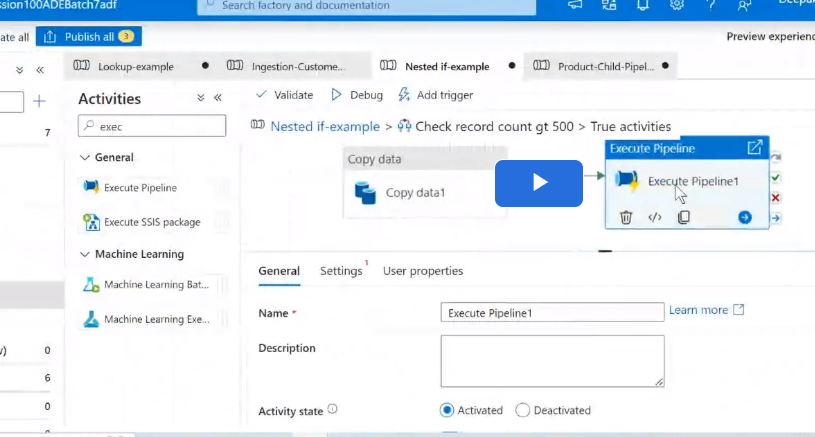 ssion100ADEBatch7adf
Search factory and documentation
ate all
Publish all 3
Preview experienc
Lookup-example
Ingestion-Custome...
Nested if-example
Product-Child-Pipel...
Activities
Validate
Debug
Add trigger
exec
7
Nested if-example > Check record count gt 500 > True activities
General
Execute Pipeline
Execute SSIS package
Machine Learning
Machine Learning Bat...
Machine Learning Exe...
Copy data
Copy data1
Execute Pipeline
Execute Pipeline1
General
Settings 1
User properties
Name *
Execute Pipeline1
Learn more
Description
Activity state
Activated
Deactivated
0
6
0